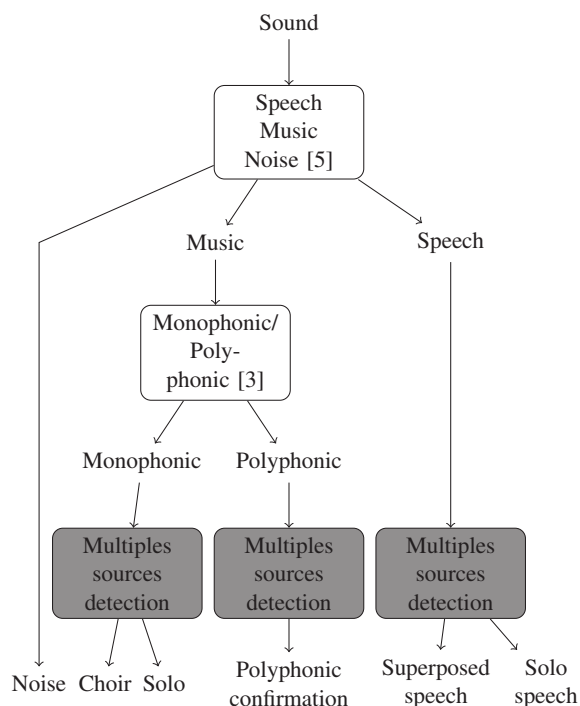 Sound
Speech
Music
Noise [5]
Music
Speech
Monophonic/
Poly-
phonic [3]
Monophonic
Polyphonic
Multiples
sources
detection
Multiples
sources
detection
Multiples
sources
detection
Noise
Choir
Solo
Polyphonic
confirmation
Superposed
speech
Solo
speech